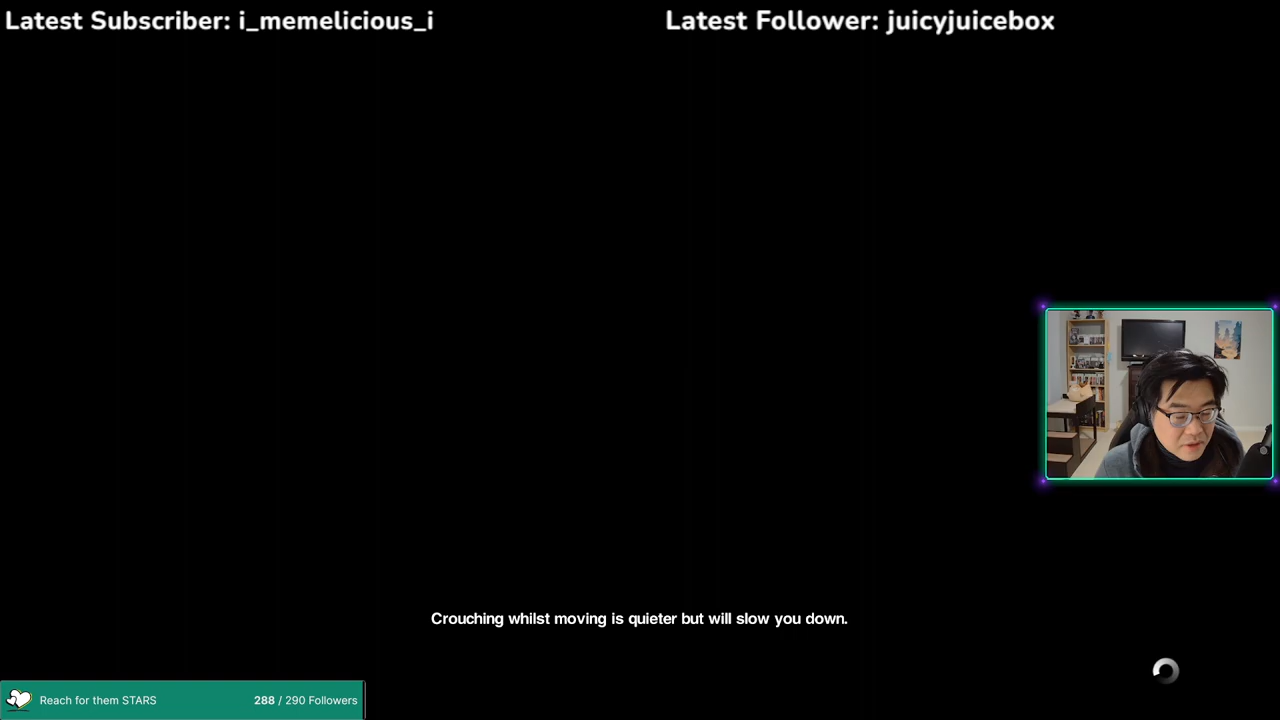 Latest Subscriber: i_memelicious_i
Latest Follower: juicyjuicebox
Crouching whilst moving is quieter but will slow you down.
Reach for them STARS
288 / 290 Followers